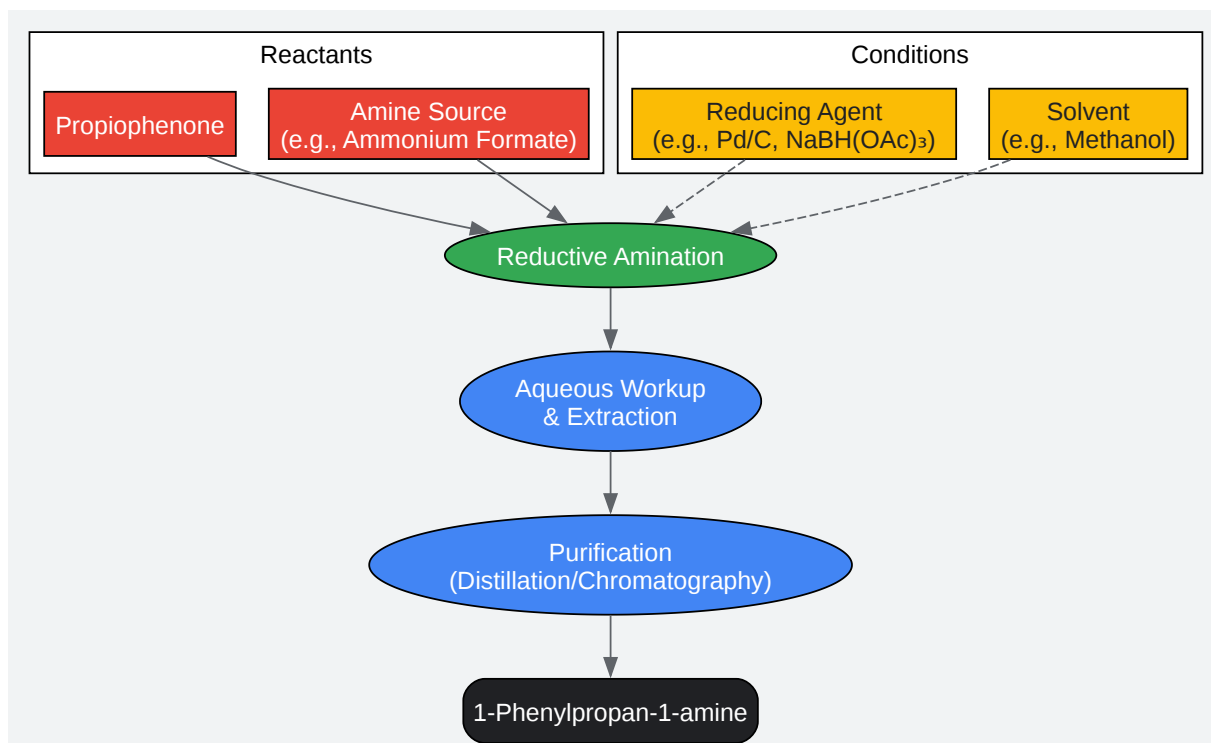 Reactants
Conditions
Propiophenone
Amine Source
(e.g., Ammonium Formate)
Reducing Agent
(e.g., Pd/C, NaBH(OAc)₃)
Solvent
(e.g., Methanol)
Reductive Amination
Aqueous Workup
& Extraction
Purification
(Distillation/Chromatography)
1-Phenylpropan-1-amine